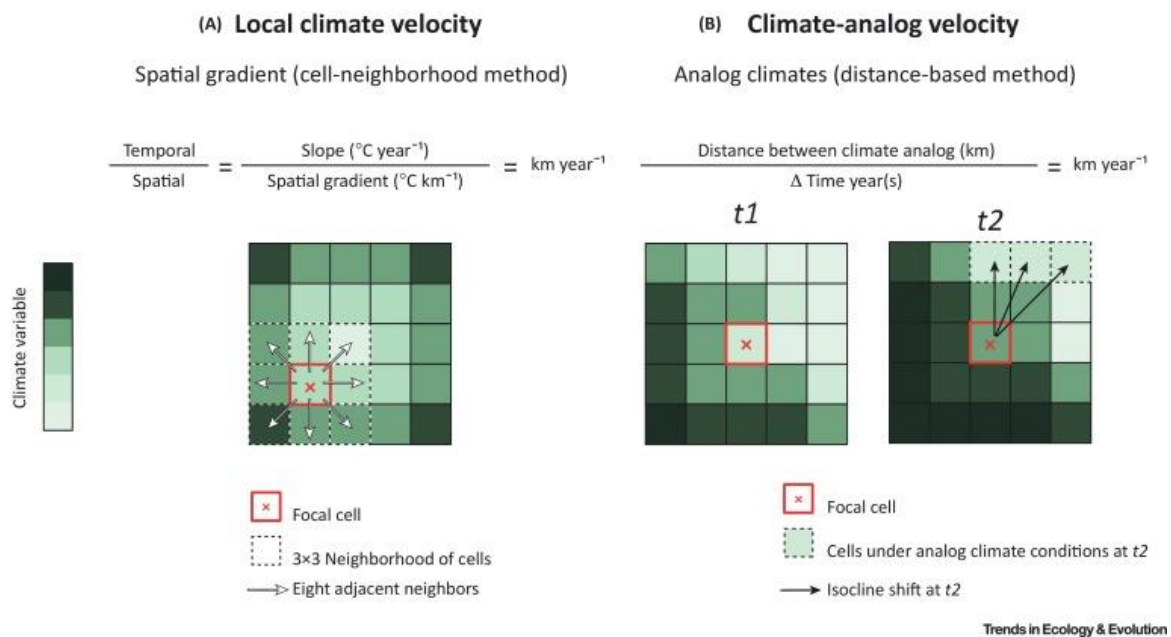 (A) Local climate velocity
Spatial gradient (cell-neighborhood method)
Temporal
Spatial
=
Slope (°C year⁻¹)
Spatial gradient (°C km⁻¹)
= km year⁻¹
Climate variable
×
× Focal cell
3×3 Neighborhood of cells
Eight adjacent neighbors
(B) Climate-analog velocity
Analog climates (distance-based method)
Distance between climate analog (km)
Δ Time year(s)
= km year⁻¹
t1
t2
×
×
× Focal cell
Cells under analog climate conditions at t2
Isocline shift at t2
Trends in Ecology & Evolution